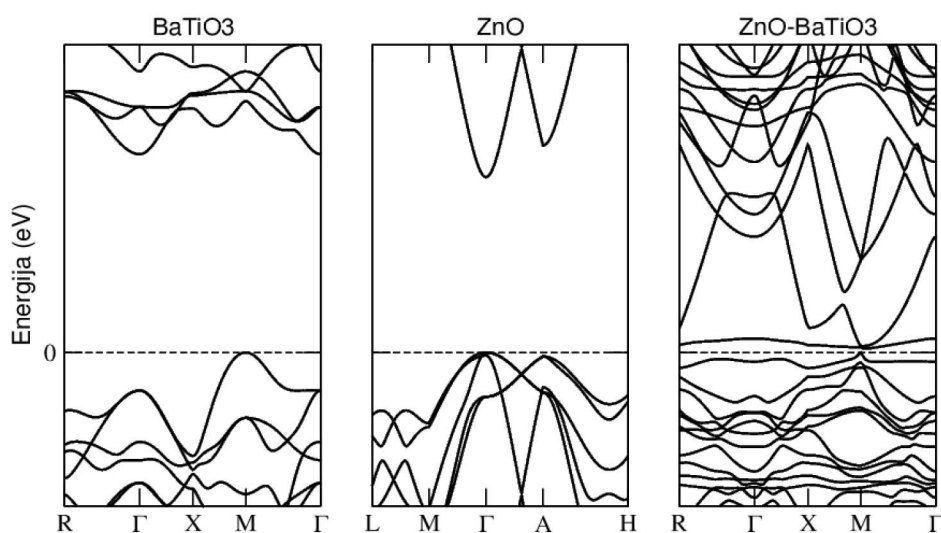 BaTiO3
ZnO
ZnO-BaTiO3
Energija (eV)
0
R Γ X M Γ
L M Γ A H
R Γ X M Γ